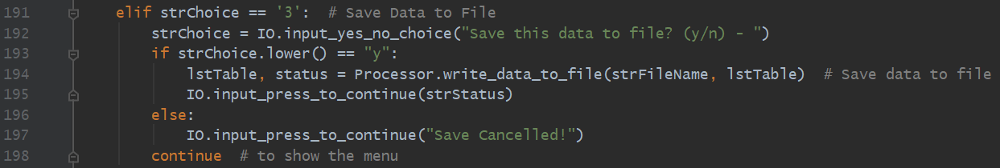 191 elif strChoice == '3':  # Save Data to File
192 strChoice = IO.input_yes_no_choice("Save this data to file? (y/n) - ")
193 if strChoice.lower() == "y":
194 lstTable, status = Processor.write_data_to_file(strFileName, lstTable)  # Save data to file
195 IO.input_press_to_continue(strStatus)
196 else:
197 IO.input_press_to_continue("Save Cancelled!")
198 continue  # to show the menu